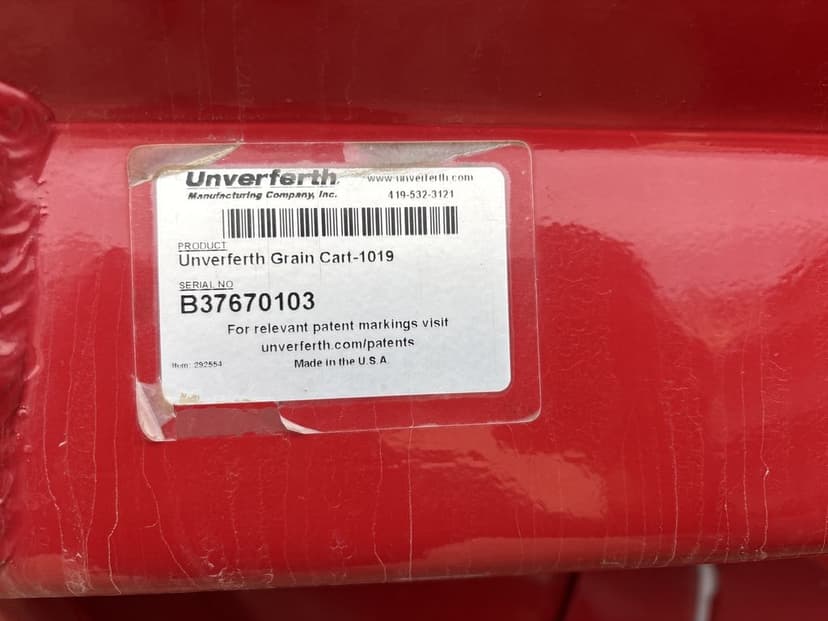 Unverferth www.unverferth.com
Manufacturing Company, Inc. 419-532-3121
PRODUCT
Unverferth Grain Cart-1019
SERIAL NO
B37670103
For relevant patent markings visit
unverferth.com/patents
Item: 292554 Made in the U.S.A.